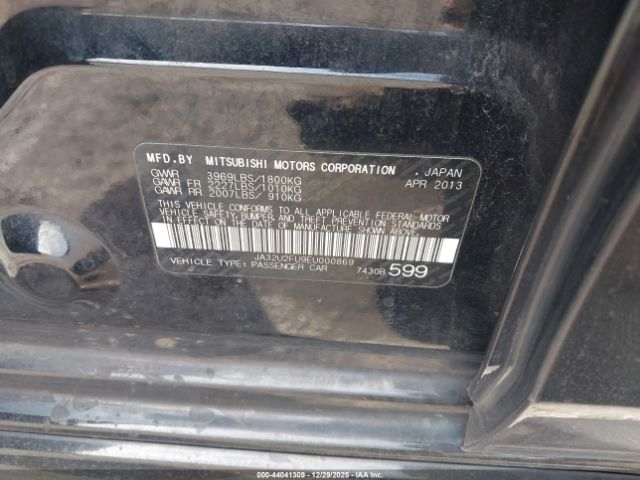 MFD.BY MITSUBISHI MOTORS CORPORATION , JAPAN
GVWR 3969LBS/1800KG APR 2013
GAWR FR 2227LBS/1010KG
GAWR RR 2007LBS/ 910KG
THIS VEHICLE CONFORMS TO ALL APPLICABLE FEDERAL MOTOR
VEHICLE SAFETY,BUMPER,AND THEFT PREVENTION STANDARDS
IN EFFECT ON THE DATE OF MANUFACTURE SHOWN ABOVE.
JA32U2FU9EU000869
VEHICLE TYPE: PASSENGER CAR 7430B 599
000-44041309 - 12/29/2025 - IAAI.COM